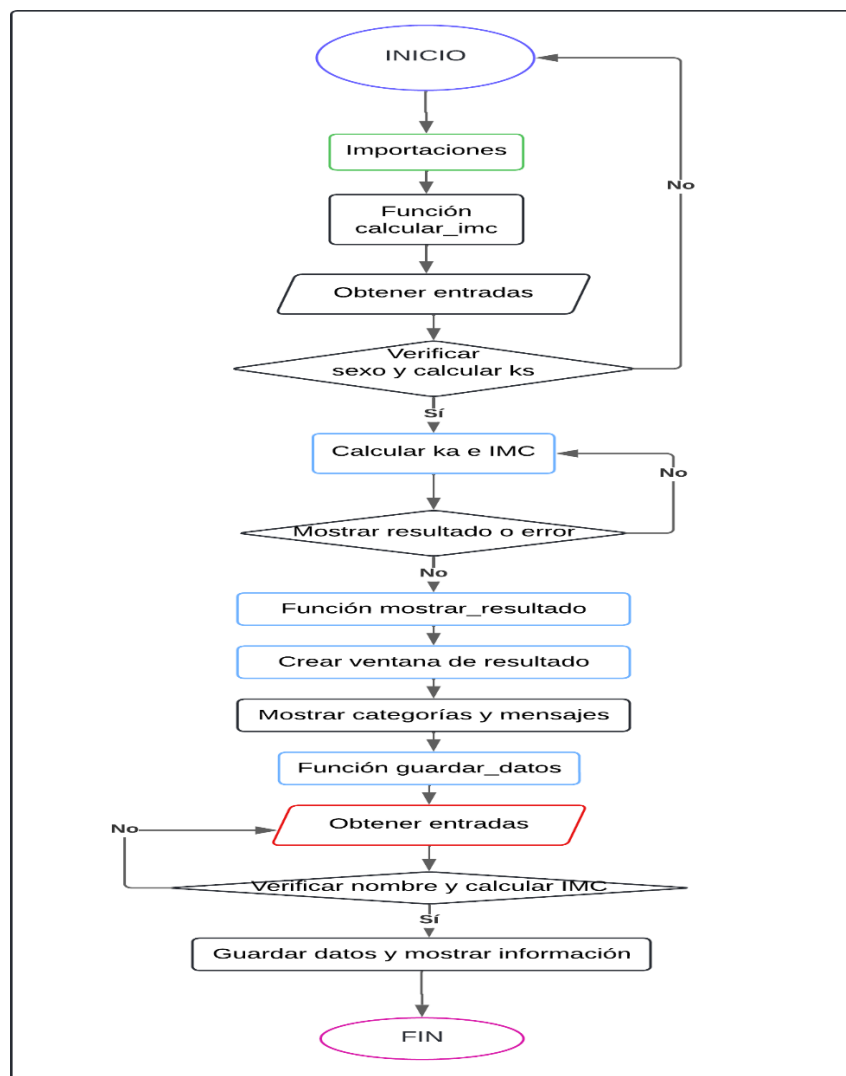 INICIO
Importaciones
No
Función
calcular_imc
Obtener entradas
Verificar
sexo y calcular ks
Sí
Calcular ka e IMC
No
Mostrar resultado o error
No
Función mostrar_resultado
Crear ventana de resultado
Mostrar categorías y mensajes
Función guardar_datos
Obtener entradas
No
Verificar nombre y calcular IMC
Sí
Guardar datos y mostrar información
FIN